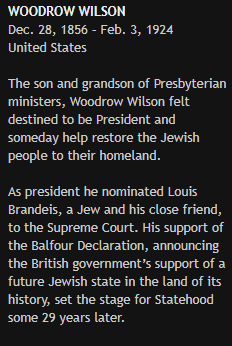 WOODROW WILSON
Dec. 28, 1856 - Feb. 3, 1924
United States
The son and grandson of Presbyterian
ministers, Woodrow Wilson felt
destined to be President and
someday help restore the Jewish
people to their homeland.
As president he nominated Louis
Brandeis, a Jew and his close friend,
to the Supreme Court. His support of
the Balfour Declaration, announcing
the British government’s support of a
future Jewish state in the land of its
history, set the stage for Statehood
some 29 years later.